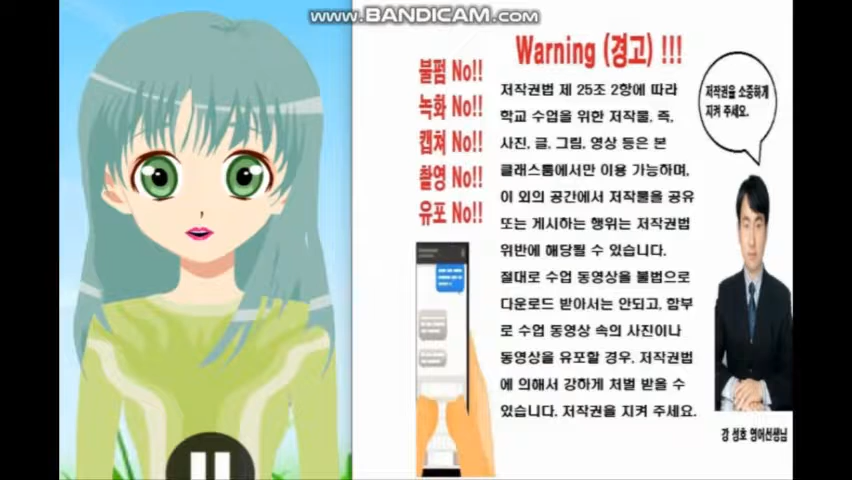 WWW.BANDICAM.COM
Warning (경고) !!!
불펌 No!!
녹화 No!!
캡쳐 No!!
촬영 No!!
유포 No!!
저작권법 제 25조 2항에 따라
학교 수업을 위한 저작물, 즉,
사진, 글, 그림, 영상 등은 본
클래스룸에서만 이용 가능하며,
이 외의 공간에서 저작물을 공유
또는 게시하는 행위는 저작권법
위반에 해당될 수 있습니다.
절대로 수업 동영상을 불법으로
다운로드 받아서는 안되고, 함부
로 수업 동영상 속의 사진이나
동영상을 유포할 경우, 저작권법
에 의해서 강하게 처벌 받을 수
있습니다. 저작권을 지켜 주세요.
저작권을 소중하게
지켜 주세요.
강 성호 영어선생님